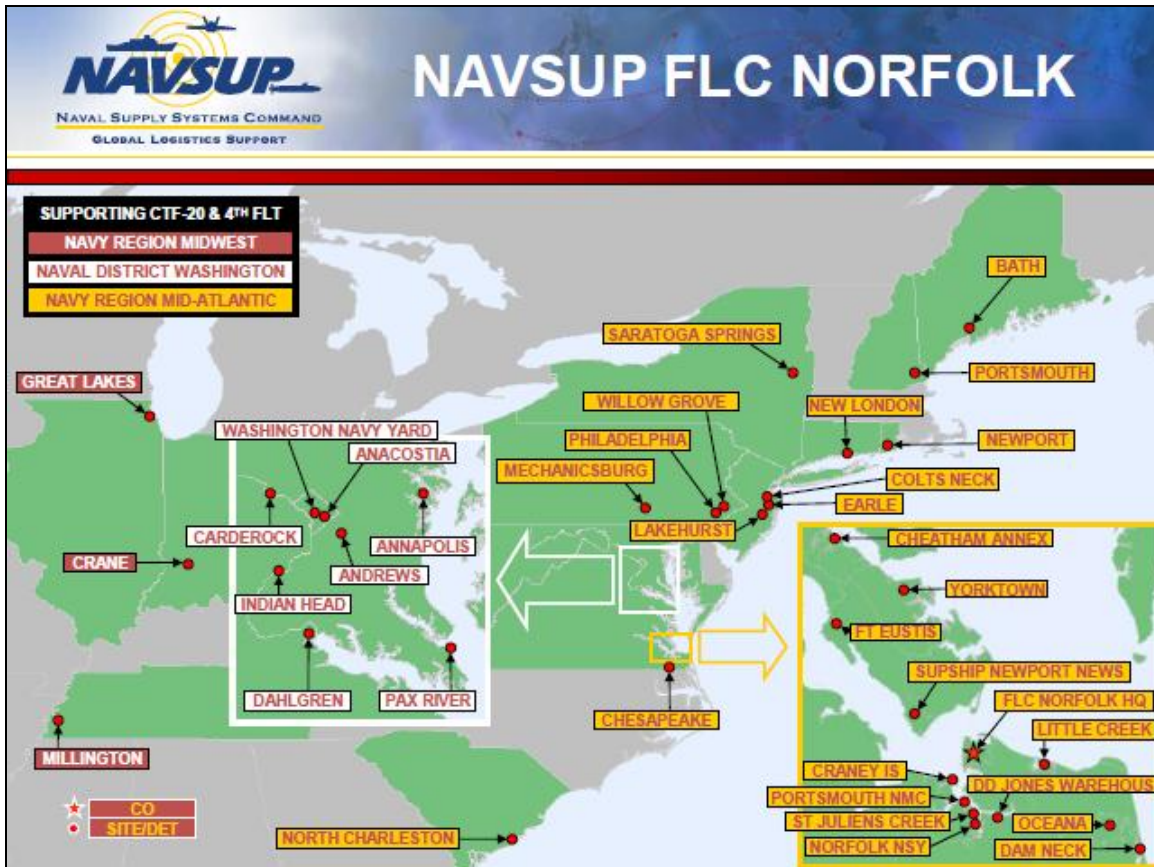 NAVSUP
NAVAL SUPPLY SYSTEMS COMMAND
GLOBAL LOGISTICS SUPPORT
NAVSUP FLC NORFOLK
SUPPORTING CTF-20 & 4TH FLT
NAVY REGION MIDWEST
NAVAL DISTRICT WASHINGTON
NAVY REGION MID-ATLANTIC
BATH
SARATOGA SPRINGS
PORTSMOUTH
GREAT LAKES
WILLOW GROVE
NEW LONDON
WASHINGTON NAVY YARD
PHILADELPHIA
NEWPORT
ANACOSTIA
MECHANICSBURG
COLTS NECK
EARLE
LAKEHURST
CARDEROCK
ANNAPOLIS
CHEATHAM ANNEX
CRANE
ANDREWS
YORKTOWN
INDIAN HEAD
FT EUSTIS
SUPSHIP NEWPORT NEWS
DAHLGREN
PAX RIVER
FLC NORFOLK HQ
CHESAPEAKE
LITTLE CREEK
MILLINGTON
CRANEY IS
DD JONES WAREHOUS
PORTSMOUTH NMC
CO
ST JULIENS CREEK
OCEANA
SITE/DET
NORTH CHARLESTON
NORFOLK NSY
DAM NECK